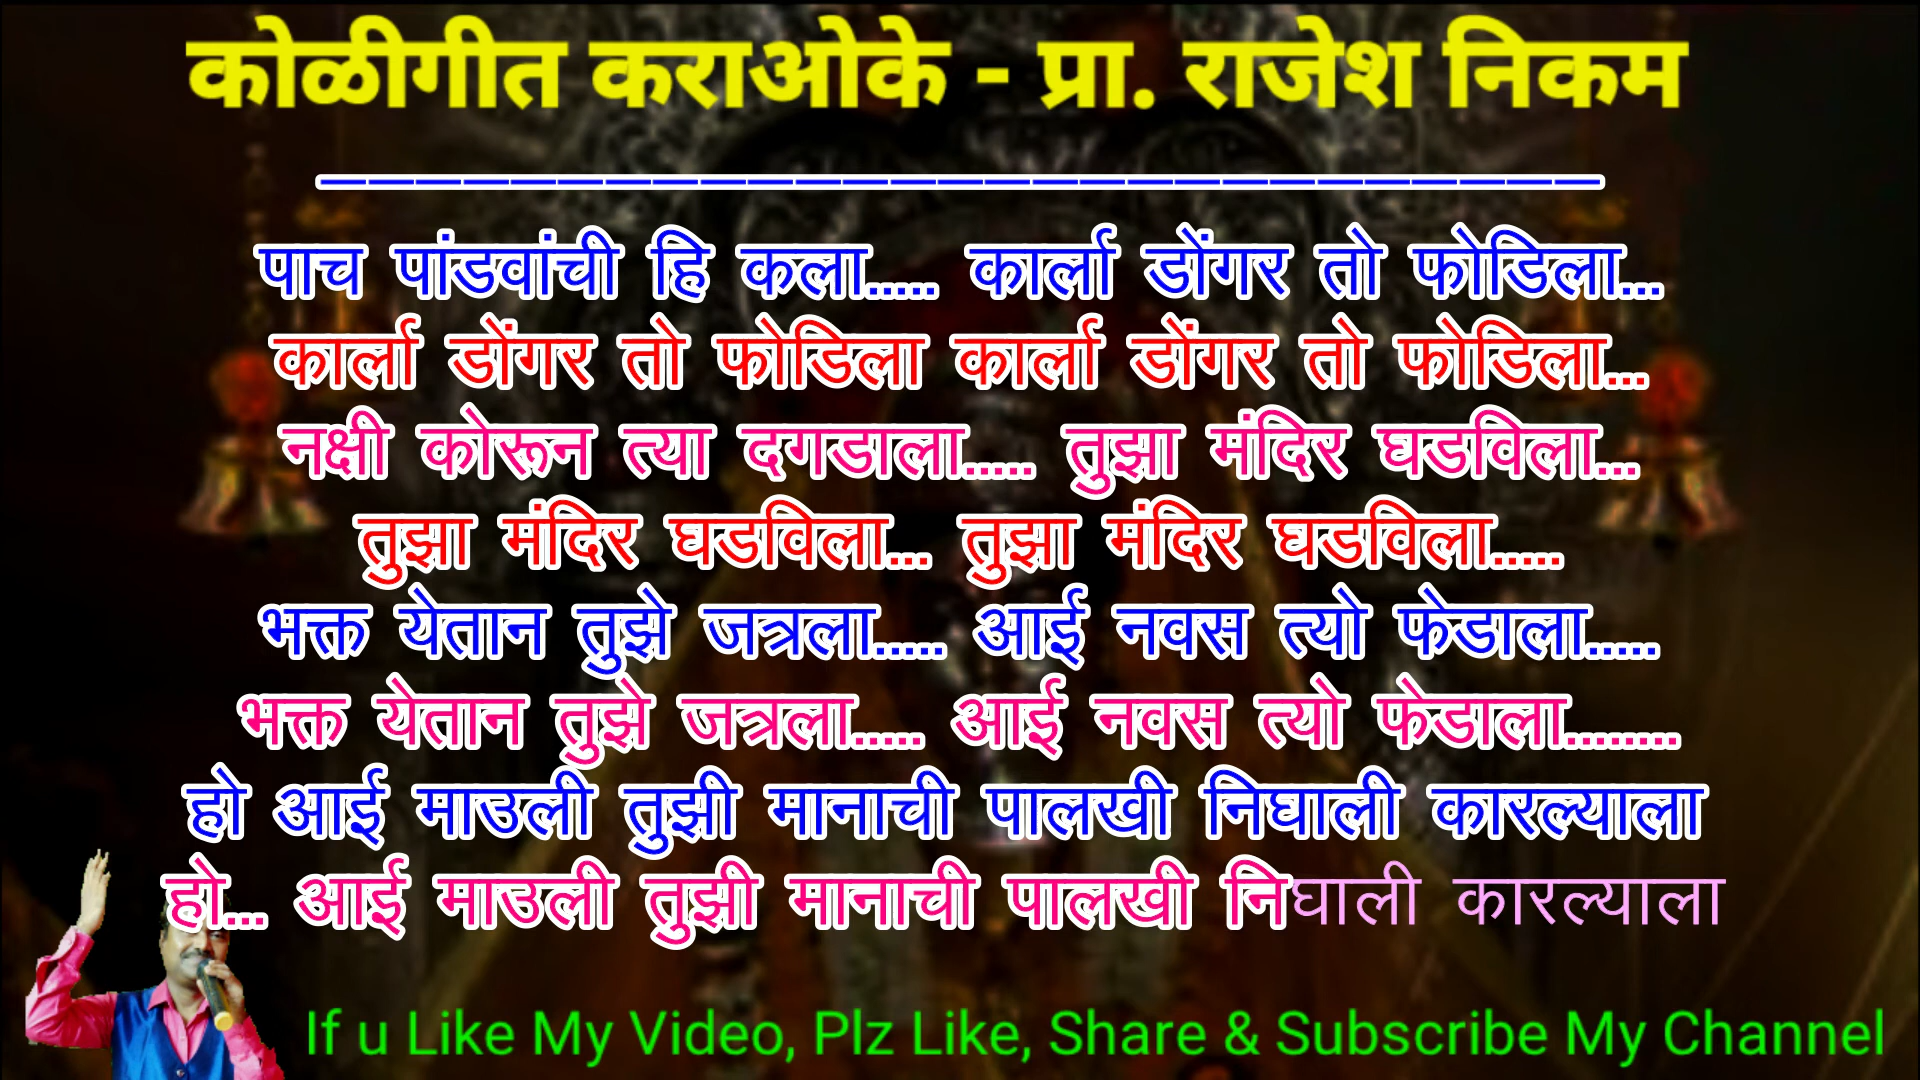 कोळीगीत कराओके - प्रा. राजेश निकम
___________________________
पाच पांडवांची हि कला..... कार्ला डोंगर तो फोडिला...
कार्ला डोंगर तो फोडिला कार्ला डोंगर तो फोडिला...
नक्षी कोरून त्या दगडाला..... तुझा मंदिर घडविला...
तुझा मंदिर घडविला... तुझा मंदिर घडविला.....
भक्त येतान तुझे जत्रला..... आई नवस त्यो फेडाला.....
भक्त येतान तुझे जत्रला..... आई नवस त्यो फेडाला........
हो आई माउली तुझी मानाची पालखी निघाली कारल्याला
हो... आई माउली तुझी मानाची पालखी निघाली कारल्याला
If u Like My Video, Plz Like, Share & Subscribe My Channel